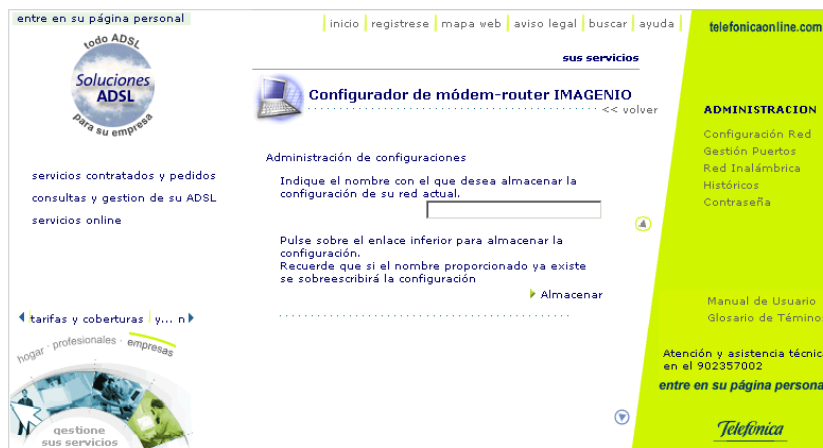 entre en su página personal
inicio registrese mapa web aviso legal buscar ayuda
telefonicaonline.com
todo ADSL
Soluciones
ADSL
para su empresa
sus servicios
Configurador de módem-router IMAGENIO
<< volver
servicios contratados y pedidos
consultas y gestion de su ADSL
servicios online
Administración de configuraciones
Indique el nombre con el que desea almacenar la
configuración de su red actual.
Pulse sobre el enlace inferior para almacenar la
configuración.
Recuerde que si el nombre proporcionado ya existe
se sobreescribirá la configuración
Almacenar
ADMINISTRACION
Configuración Red
Gestión Puertos
Red Inalámbrica
Históricos
Contraseña
Manual de Usuario
Glosario de Témino
Atención y asistencia técnic
en el 902357002
entre en su página persona
Telefónica
tarifas y coberturas y... n
hogar · profesionales · empresas
gestione
sus servicios